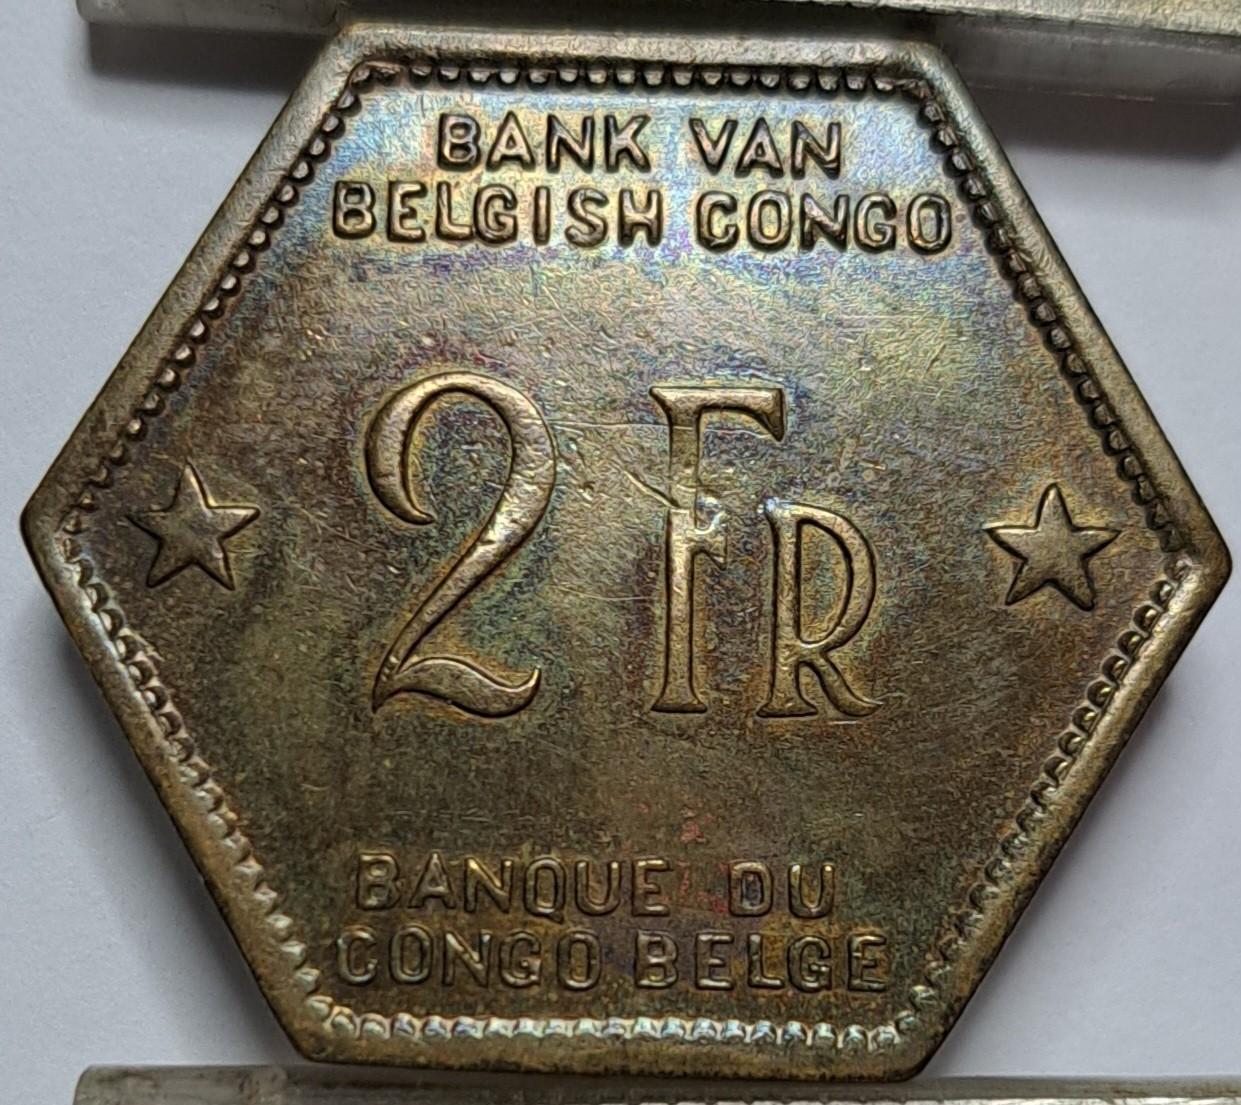 BANK VAN
BELGISH CONGO
2 FR
BANQUE DU
CONGO BELGE